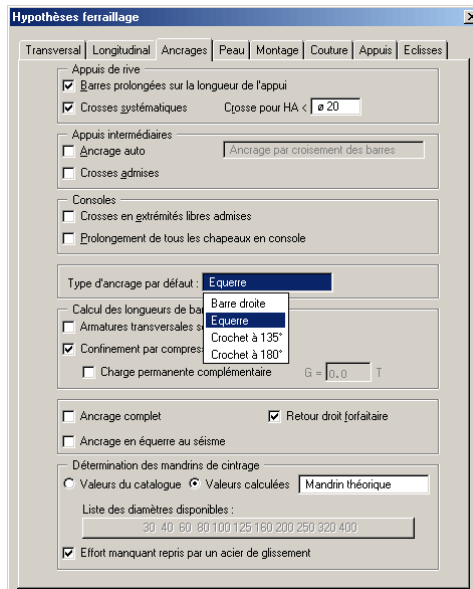 Hypothèses ferraillage
Transversal Longitudinal Ancrages Peau Montage Couture Appuis Eclisses
Appuis de rive
Barres prolongées sur la longueur de l'appui
Crosses systématiques Crosse pour HA < ø 20
Appuis intermédiaires
Ancrage auto Ancrage par croisement des barres
Crosses admises
Consoles
Crosses en extrémités libres admises
Prolongement de tous les chapeaux en console
Type d'ancrage par défaut : Equerre
Barre droite
Equerre
Crochet à 135°
Crochet à 180°
Calcul des longueurs de
Armatures transversales
Confinement par
Charge permanente complémentaire G = 0.0 T
Ancrage complet Retour droit forfaitaire
Ancrage en équerre au séisme
Détermination des mandrins de cintrage
Valeurs du catalogue Valeurs calculées Mandrin théorique
Liste des diamètres disponibles :
30 40 60 80 100 125 160 200 250 320 400
Effort manquant repris par un acier de glissement